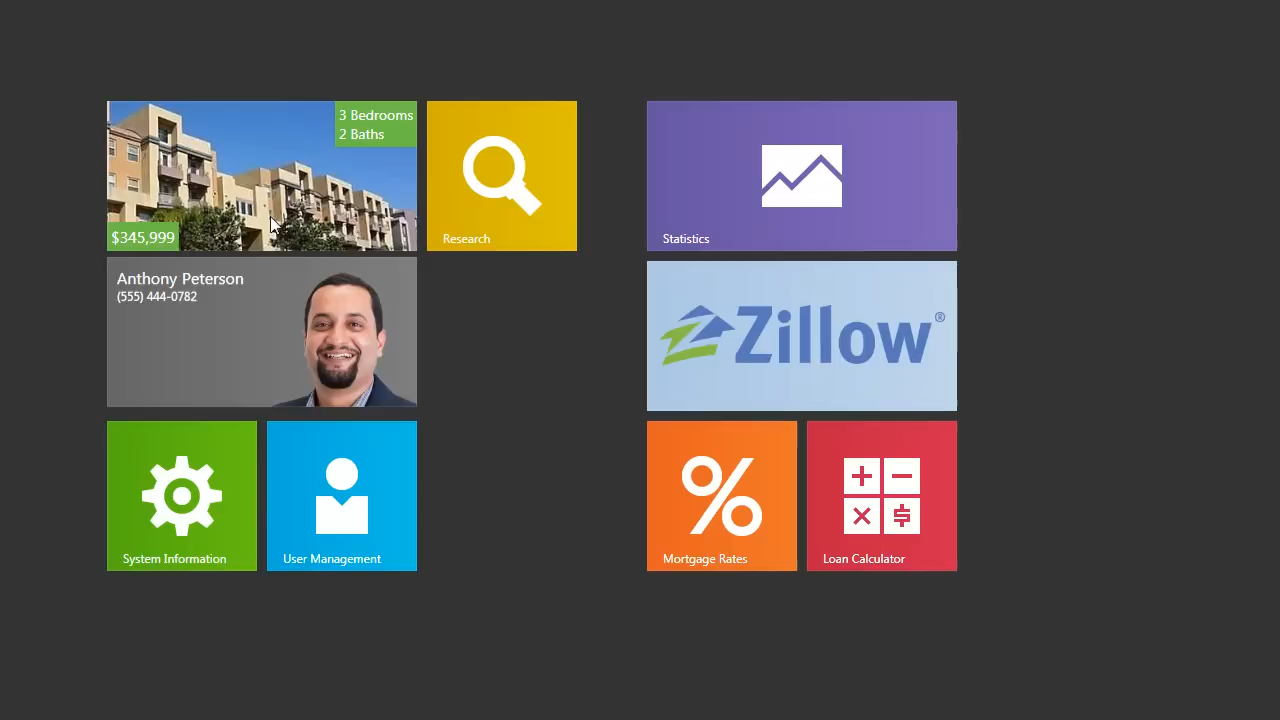 3 Bedrooms
2 Baths
$345,999
Research
Statistics
Anthony Peterson
(555) 444-0782
Zillow®
System Information
User Management
Mortgage Rates
Loan Calculator